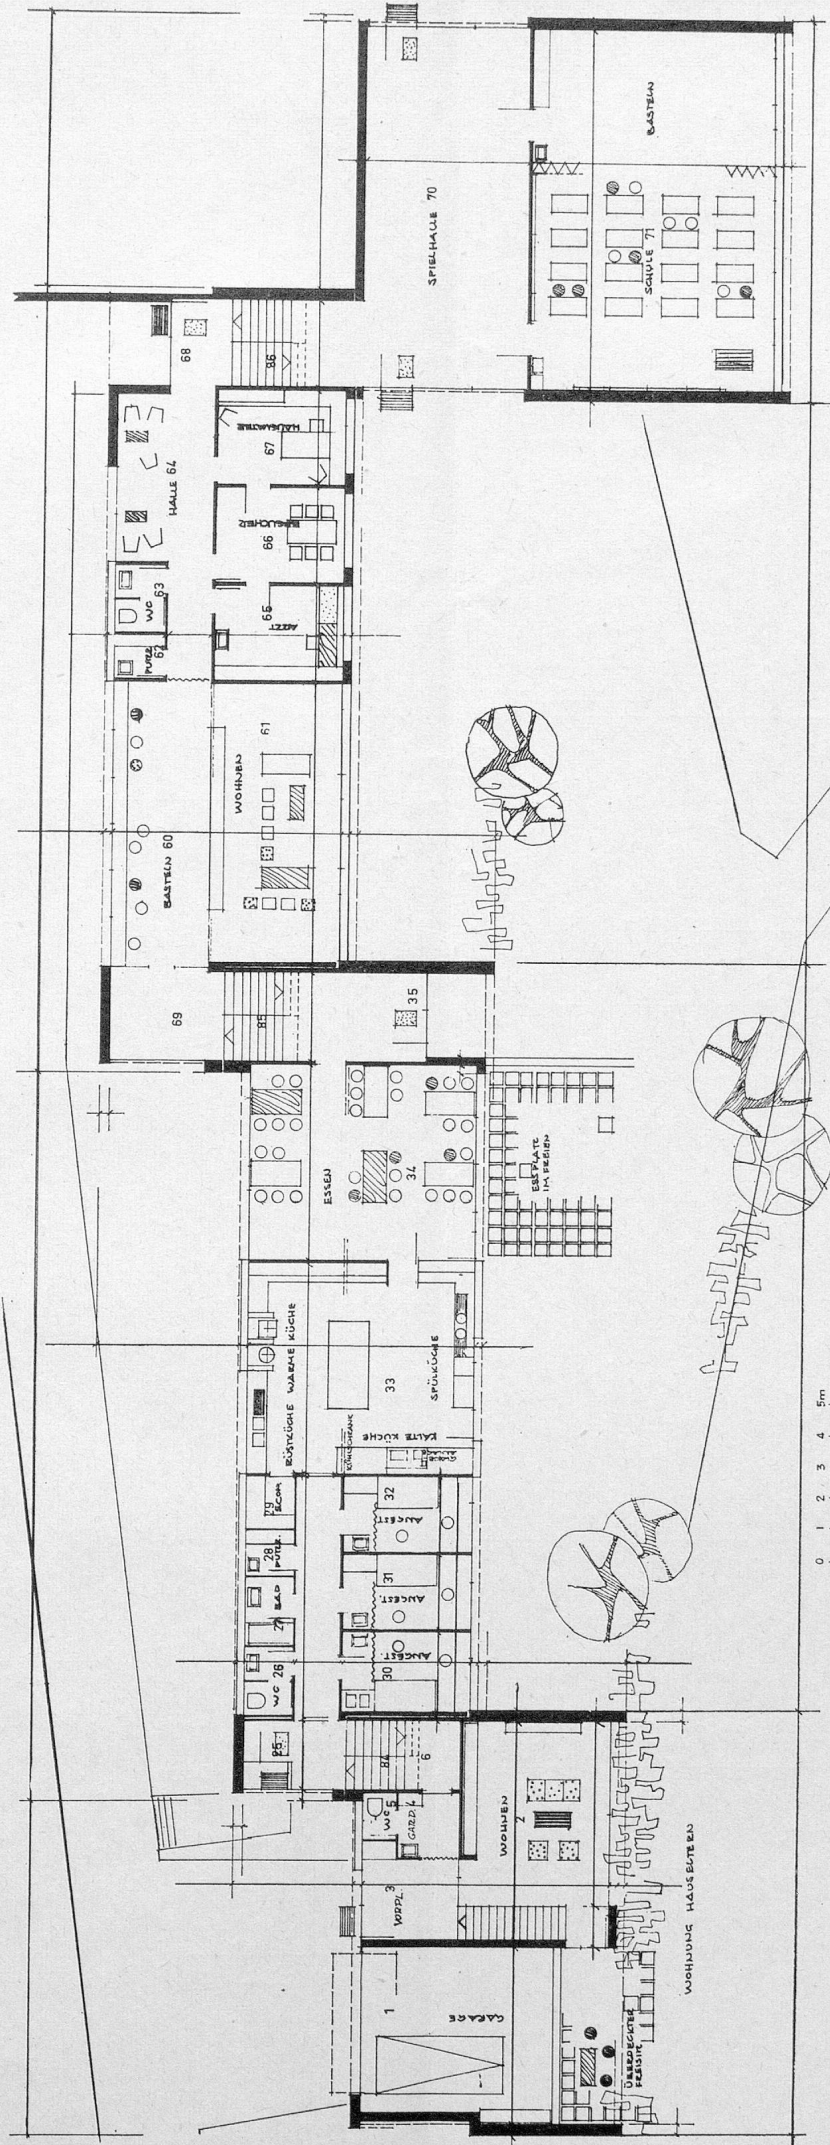 BASTELN
SCHULE 71
SPIELHALLE 70
68
86
HAUSMUTTER
67
HALLE 64
BESUCHER
66
WC
63
ARZT
65
PUTZR.
62
WOHNEN
61
BASTELN 60
69
85
35
ESSEN
34
ESSPLATZ
IM FREIEN
RÜSTKÜCHE WARME KÜCHE
33
SPÜLKÜCHE
KÜHLSCHRANK
KALTE KÜCHE
29
28
PUTZR.
27
BAD
26
WC
ANGEST.
32
ANGEST.
31
ANGEST.
30
25
84
6
WC 5
GARD. 4
VORPL. 3
WOHNEN
2
1
GARAGE
ÜBERDECKTER
FREISITZ
WOHNUNG HAUSELTERN
0 1 2 3 4 5m